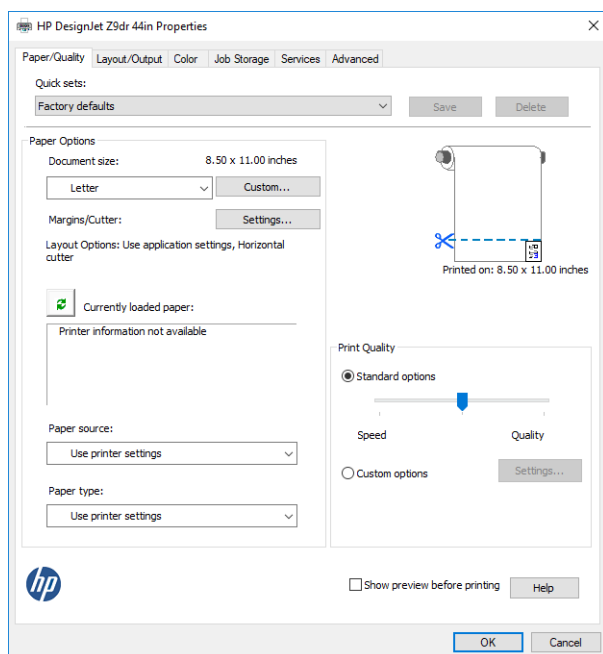 HP DesignJet Z9dr 44in Properties
Paper/Quality Layout/Output Color Job Storage Services Advanced
Quick sets:
Factory defaults Save Delete
Paper Options
Document size: 8.50 x 11.00 inches
Letter Custom...
Margins/Cutter: Settings...
Layout Options: Use application settings, Horizontal
cutter
Printed on: 8.50 x 11.00 inches
Currently loaded paper:
Printer information not available
Print Quality
Standard options
Speed Quality
Custom options Settings...
Paper source:
Use printer settings
Paper type:
Use printer settings
hp
Show preview before printing Help
OK Cancel